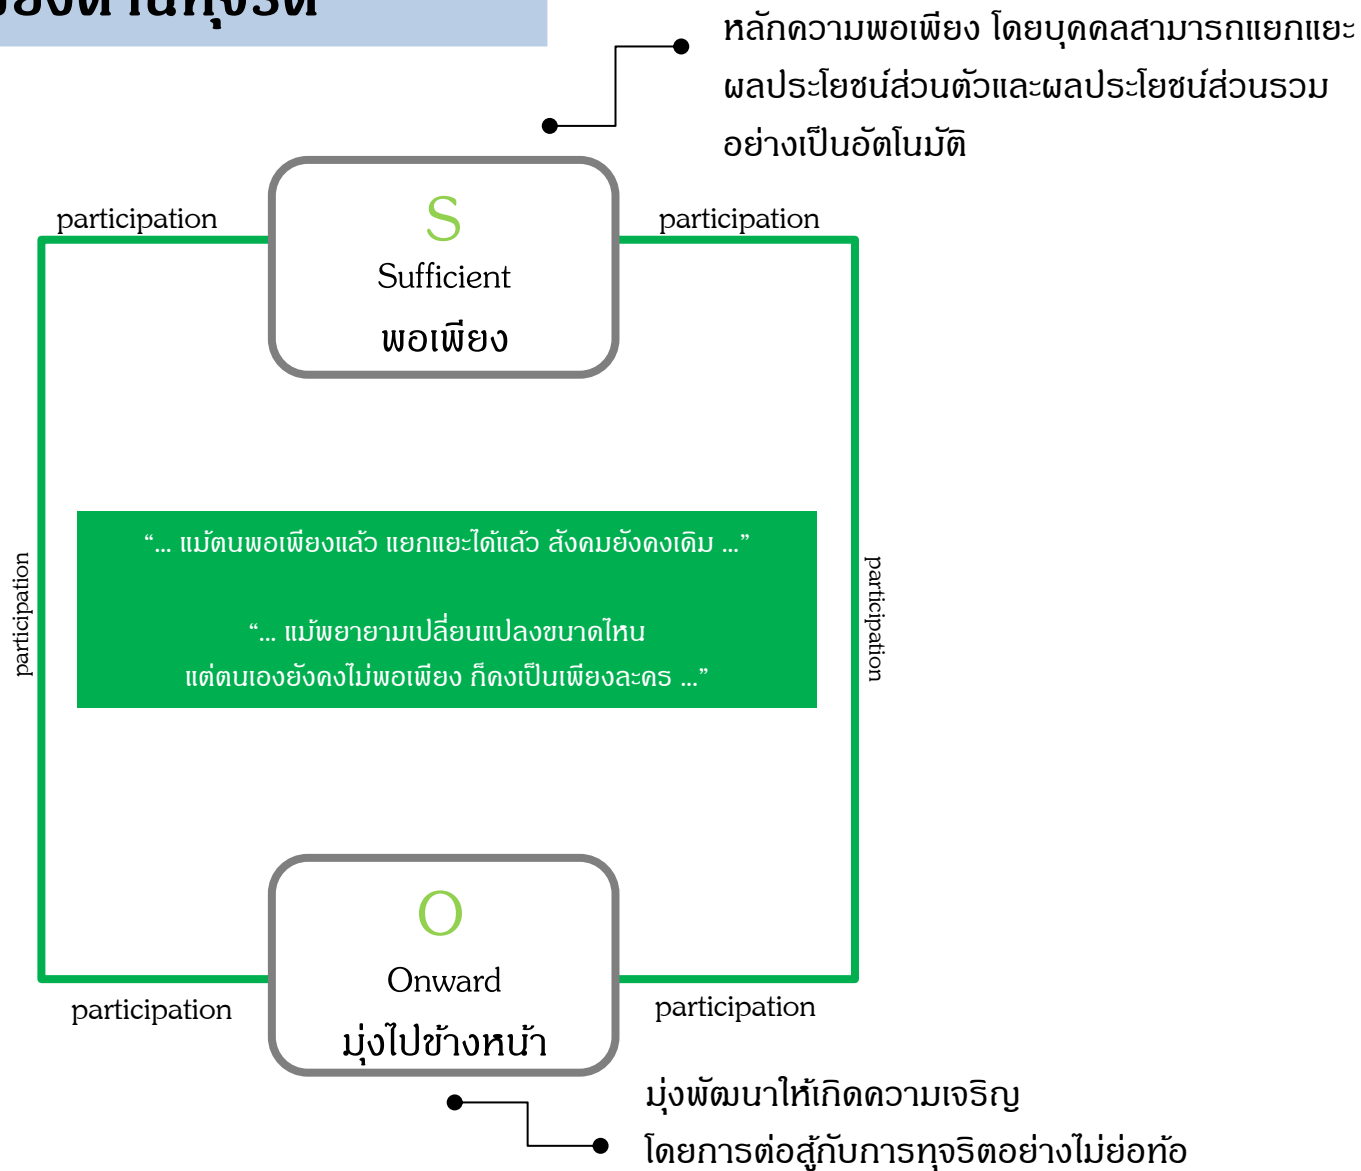 ียงต้านทุจริต
หลักความพอเพียง โดยบุคคลสามารถแยกแยะ
ผลประโยชน์ส่วนตัวและผลประโยชน์ส่วนรวม
อย่างเป็นอัตโนมัติ
participation
S
participation
Sufficient
พอเพียง
participation
“... แม้ตนพอเพียงแล้ว แยกแยะได้แล้ว สังคมยังคงเดิม ...”
“... แม้พยายามเปลี่ยนแปลงขนาดไหน
แต่ตนเองยังคงไม่พอเพียง ก็คงเป็นเพียงละคร ...”
participation
O
Onward
มุ่งไปข้างหน้า
participation
participation
มุ่งพัฒนาให้เกิดความเจริญ
โดยการต่อสู้กับการทุจริตอย่างไม่ย่อท้อ